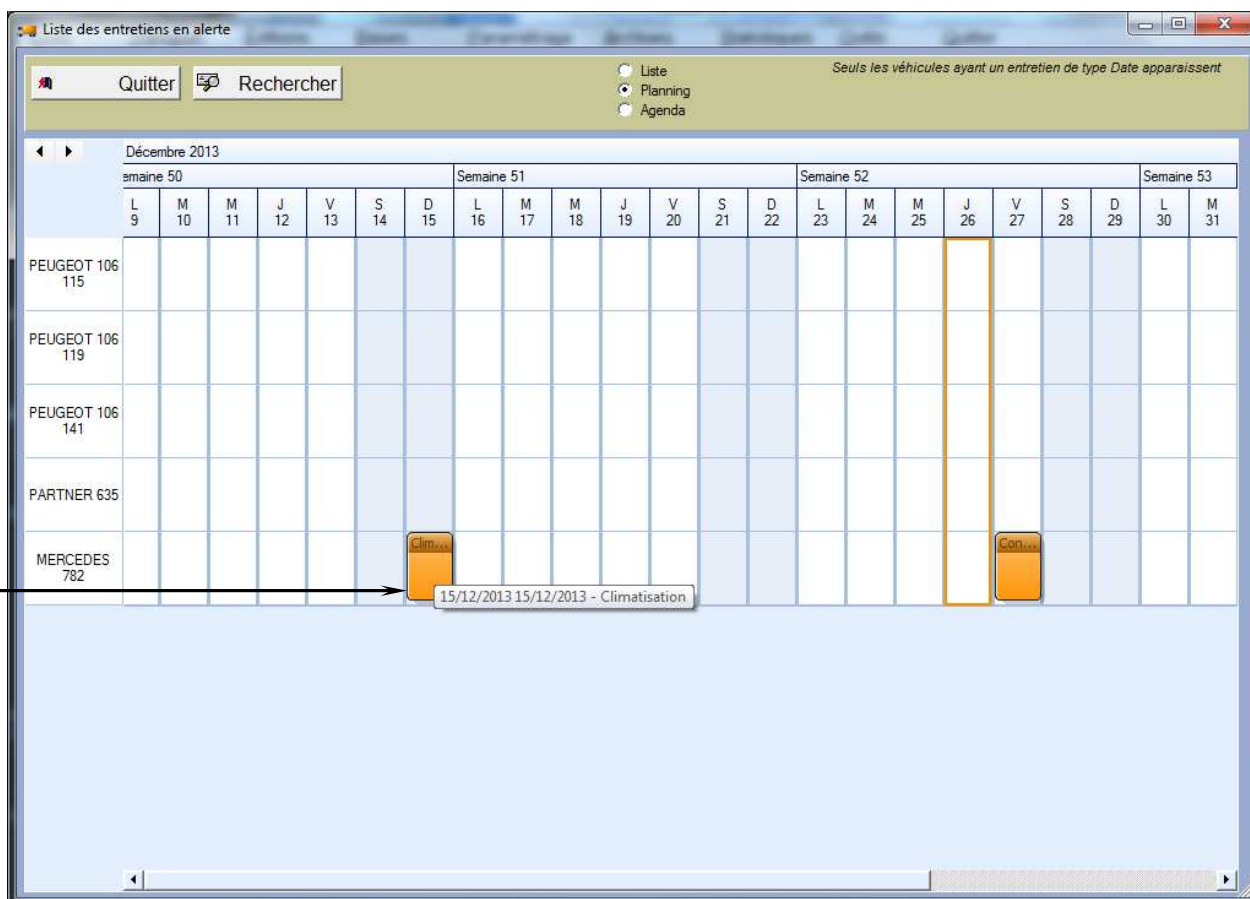 Liste des entretiens en alerte
Quitter
Rechercher
Liste
Planning
Agenda
Seuls les véhicules ayant un entretien de type Date apparaissent
Décembre 2013
emaine 50 Semaine 51 Semaine 52 Semaine 53
L M M J V S D L M M J V S D L M M J V S D L M
9 10 11 12 13 14 15 16 17 18 19 20 21 22 23 24 25 26 27 28 29 30 31
PEUGEOT 106
115
PEUGEOT 106
119
PEUGEOT 106
141
PARTNER 635
MERCEDES
782
Clim...
Con...
15/12/2013 15/12/2013 - Climatisation